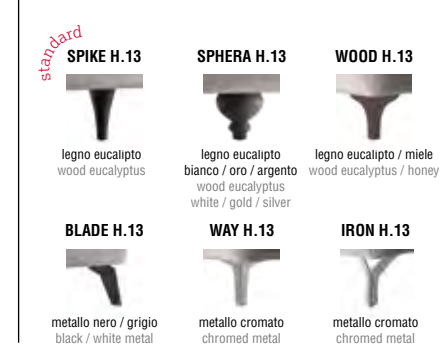 standard
SPIKE H.13
legno eucalipto
wood eucalyptus
SPHERA H.13
legno eucalipto
bianco / oro / argento
wood eucalyptus
white / gold / silver
WOOD H.13
legno eucalipto / miele
wood eucalyptus / honey
BLADE H.13
metallo nero / grigio
black / white metal
WAY H.13
metallo cromato
chromed metal
IRON H.13
metallo cromato
chromed metal